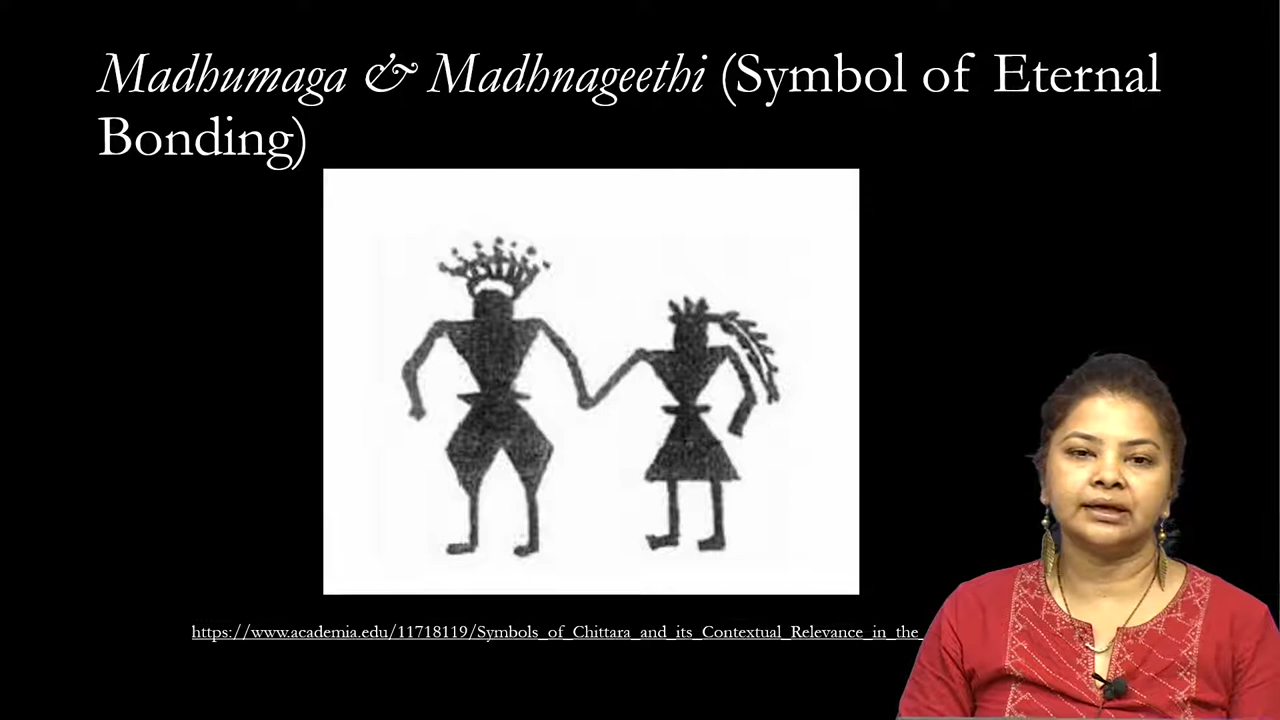 Madhumaga & Madhnageethi (Symbol of Eternal
Bonding)
https://www.academia.edu/11718119/Symbols_of_Chittara_and_its_Contextual_Relevance_in_the_